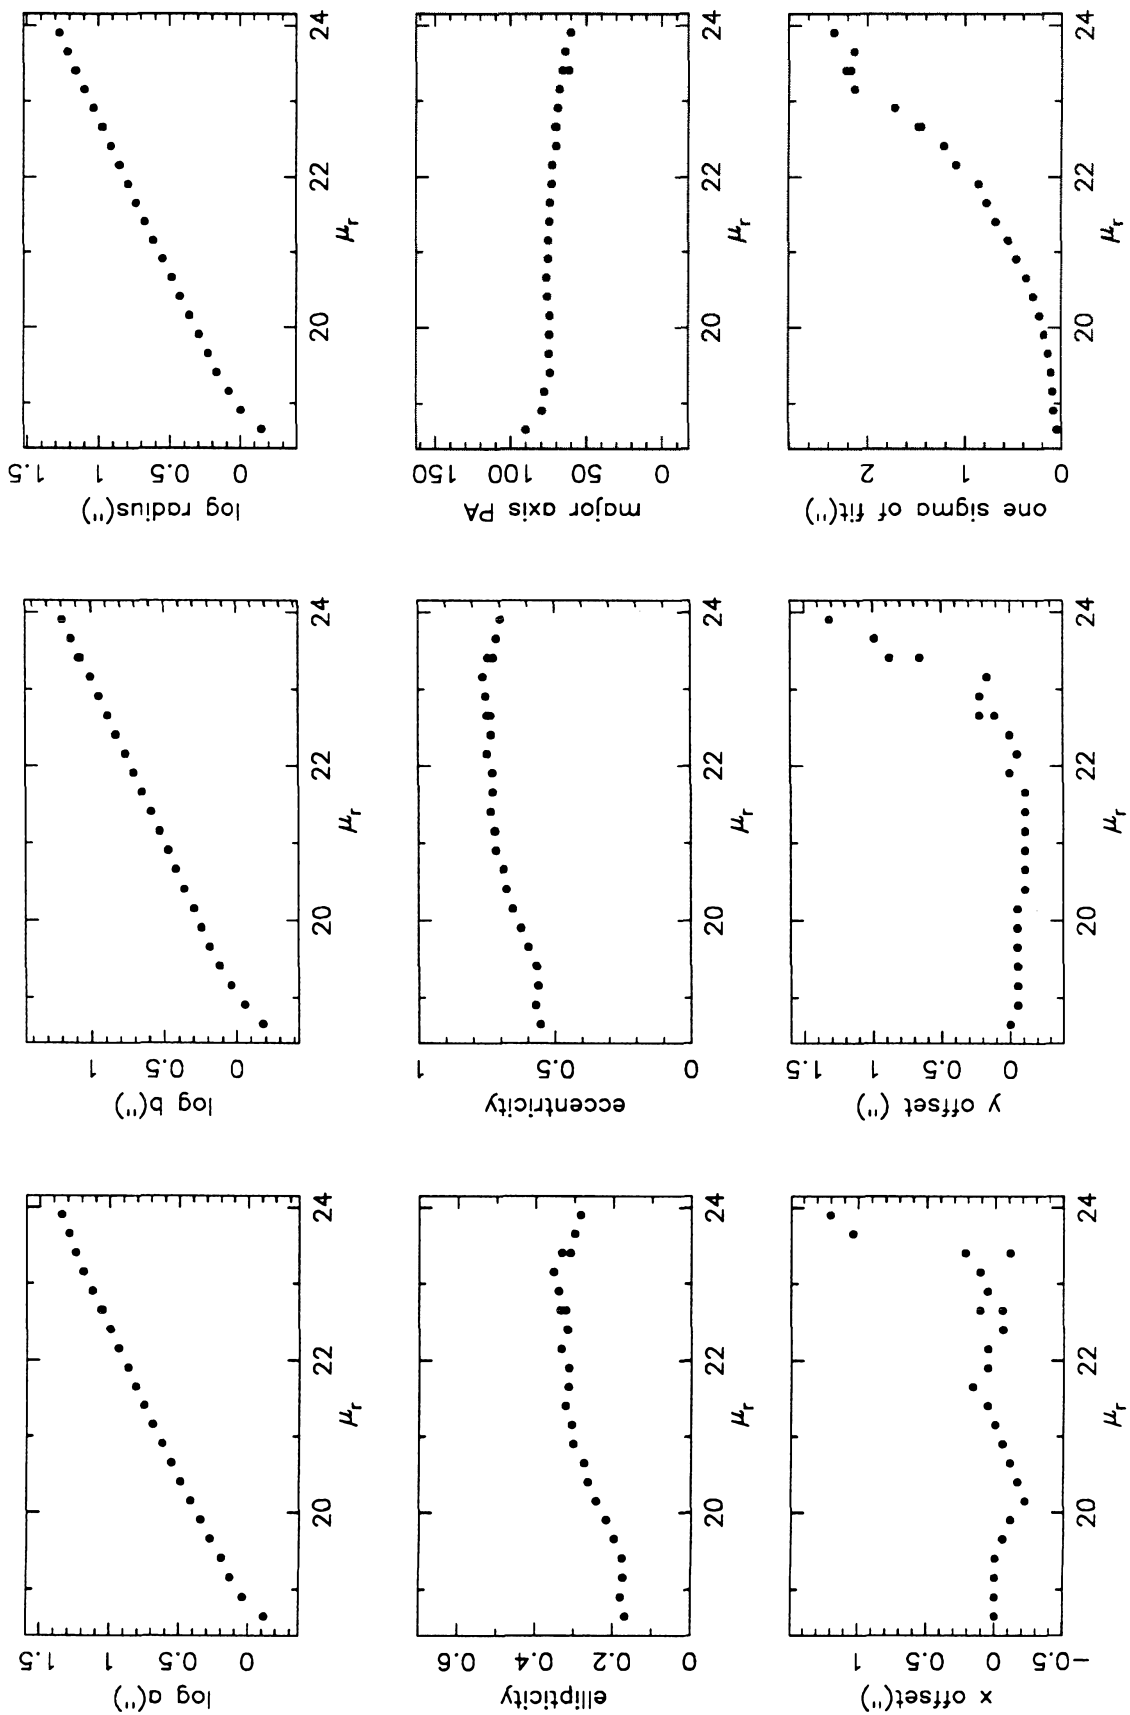 1.5 1 0.5 0
log a(")
20 22 24
μr
1 0.5 0
log b(")
20 22 24
μr
1.5 1 0.5 0
log radius(")
20 22 24
μr
0.6 0.4 0.2 0
ellipticity
20 22 24
μr
1 0.5 0
eccentricity
20 22 24
μr
150 100 50 0
major axis PA
20 22 24
μr
1 0.5 0 -0.5
x offset(")
20 22 24
μr
1.5 1 0.5 0
y offset (")
20 22 24
μr
2 1 0
one sigma of fit(")
20 22 24
μr